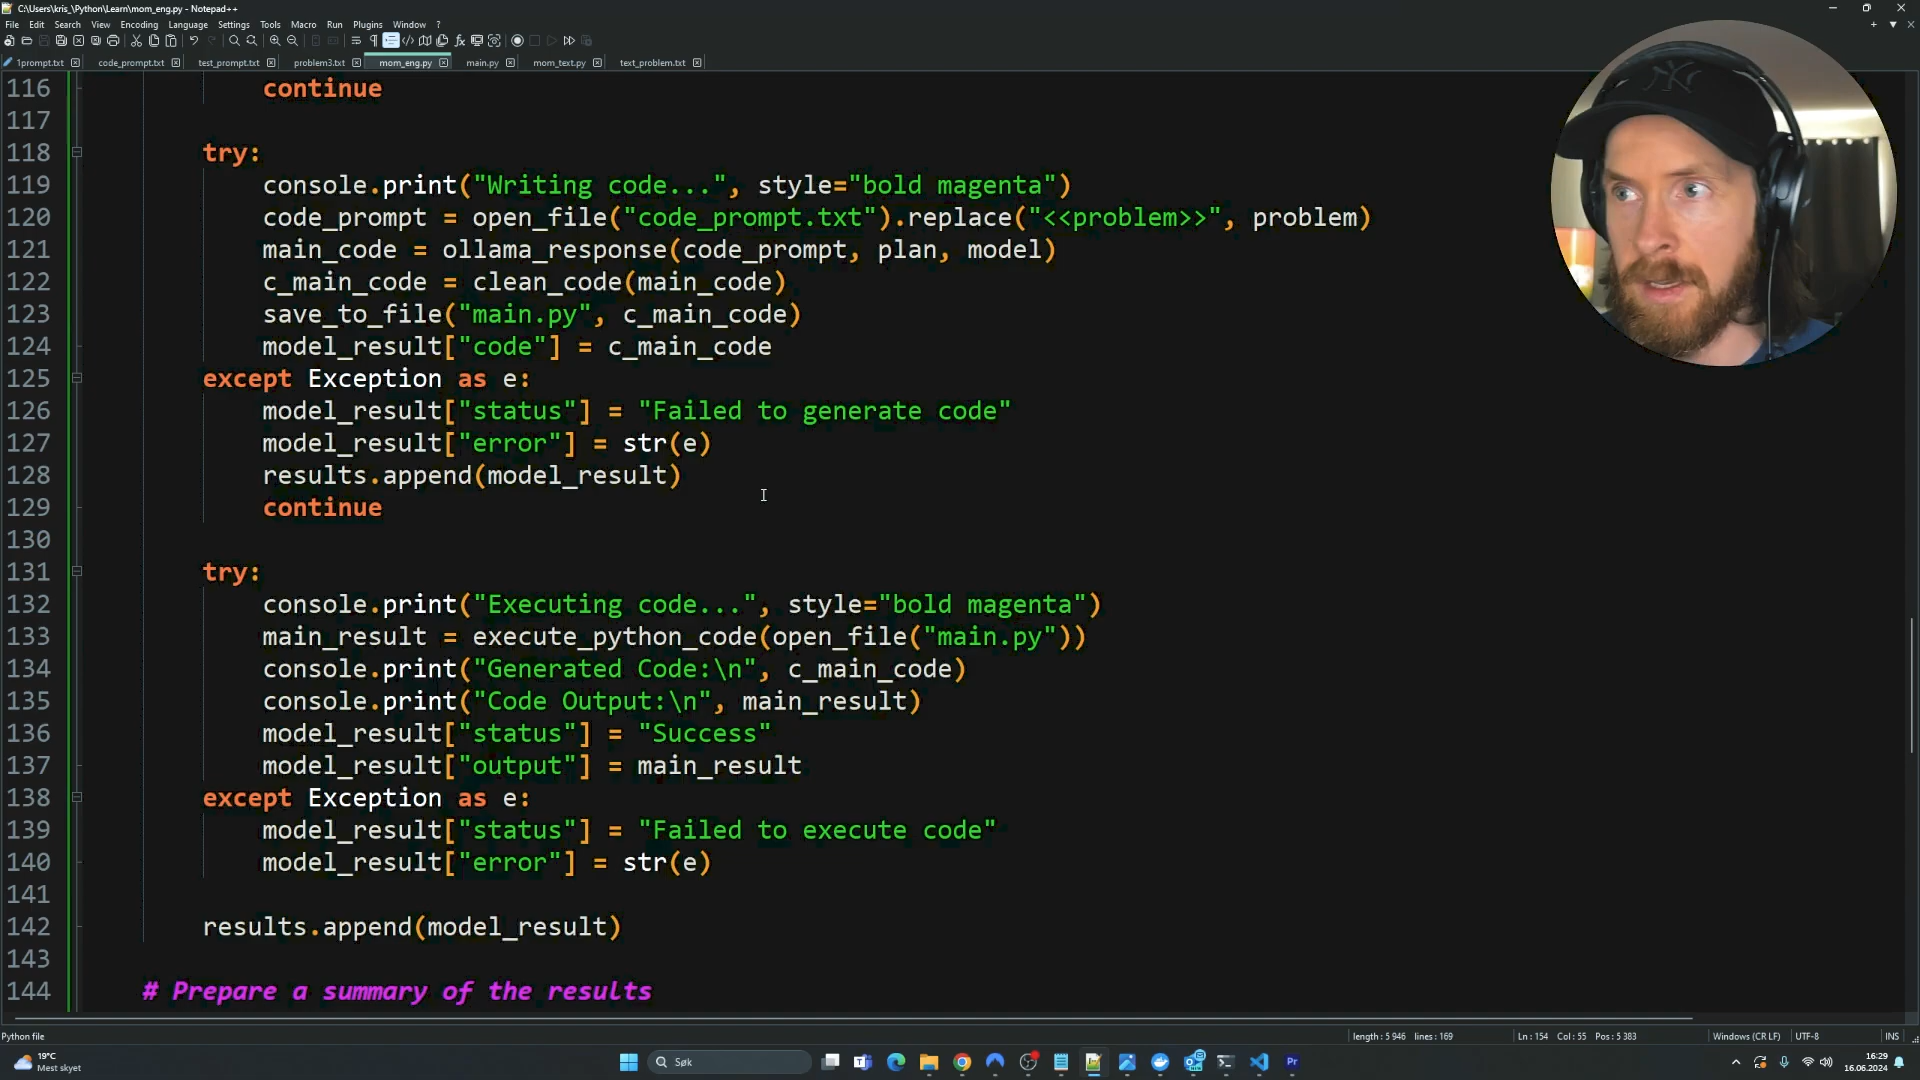 C:\Users\kris_\Python\Learn\mom_eng.py - Notepad++
File Edit Search View Encoding Language Settings Tools Macro Run Plugins Window ?
1prompt.txt code_prompt.txt test_prompt.txt problem3.txt mom_eng.py main.py mom_text.py text_problem.txt
116 continue
117
118 try:
119 console.print("Writing code...", style="bold magenta")
120 code_prompt = open_file("code_prompt.txt").replace("<<problem>>", problem)
121 main_code = ollama_response(code_prompt, plan, model)
122 c_main_code = clean_code(main_code)
123 save_to_file("main.py", c_main_code)
124 model_result["code"] = c_main_code
125 except Exception as e:
126 model_result["status"] = "Failed to generate code"
127 model_result["error"] = str(e)
128 results.append(model_result)
129 continue
130
131 try:
132 console.print("Executing code...", style="bold magenta")
133 main_result = execute_python_code(open_file("main.py"))
134 console.print("Generated Code:\n", c_main_code)
135 console.print("Code Output:\n", main_result)
136 model_result["status"] = "Success"
137 model_result["output"] = main_result
138 except Exception as e:
139 model_result["status"] = "Failed to execute code"
140 model_result["error"] = str(e)
141
142 results.append(model_result)
143
144 # Prepare a summary of the results
Python file length : 5 946 lines : 169 Ln : 154 Col : 55 Pos : 5 383 Windows (CR LF) UTF-8 INS
19°C
Mest skyet
Søk
16:29
16.06.2024